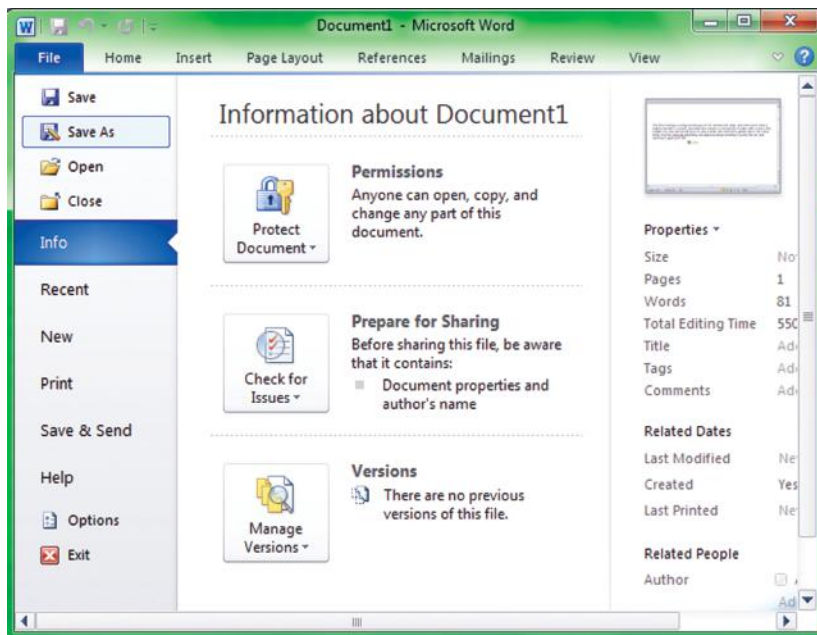 Document1 - Microsoft Word
File Home Insert Page Layout References Mailings Review View
Save
Save As
Open
Close
Info
Recent
New
Print
Save & Send
Help
Options
Exit
Information about Document1
Protect
Document
Permissions
Anyone can open, copy, and
change any part of this
document.
Check for
Issues
Prepare for Sharing
Before sharing this file, be aware
that it contains:
Document properties and
author's name
Manage
Versions
Versions
There are no previous
versions of this file.
Properties
Size
Pages 1
Words 81
Total Editing Time
Title
Tags
Comments
Related Dates
Last Modified
Created Yes
Last Printed
Related People
Author